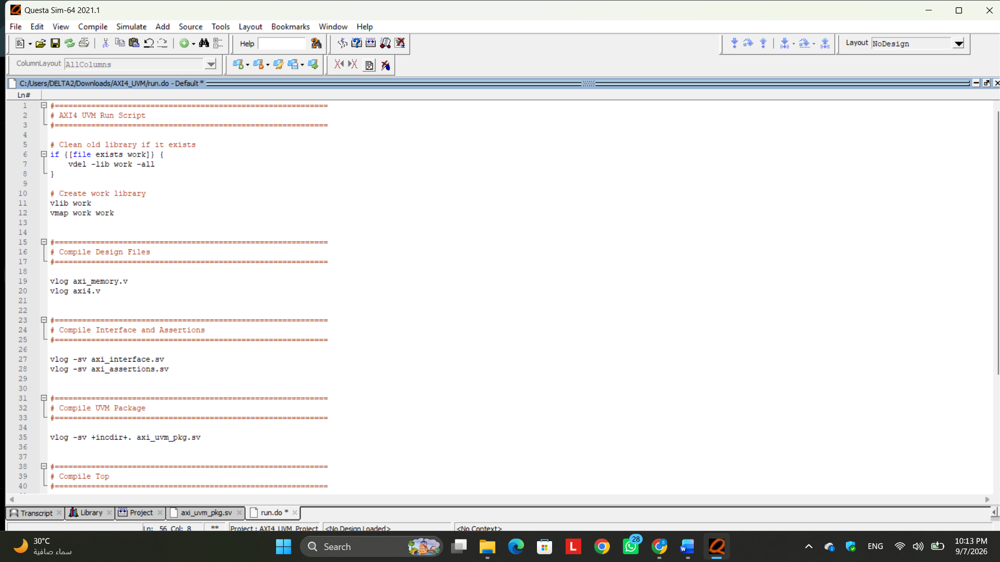 Questa Sim-64 2021.1
File Edit View Compile Simulate Add Source Tools Layout Bookmarks Window Help
Help
Layout NoDesign
ColumnLayout AllColumns
C:/Users/DELTA2/Downloads/AXI4_UVM/run.do - Default *
Ln#
1 #============================================================
2 # AXI4 UVM Run Script
3 #============================================================
4
5 # Clean old library if it exists
6 if {[file exists work]} {
7 vdel -lib work -all
8 }
9
10 # Create work library
11 vlib work
12 vmap work work
13
14
15 #============================================================
16 # Compile Design Files
17 #============================================================
18
19 vlog axi_memory.v
20 vlog axi4.v
21
22
23 #============================================================
24 # Compile Interface and Assertions
25 #============================================================
26
27 vlog -sv axi_interface.sv
28 vlog -sv axi_assertions.sv
29
30
31 #============================================================
32 # Compile UVM Package
33 #============================================================
34
35 vlog -sv +incdir+. axi_uvm_pkg.sv
36
37
38 #============================================================
39 # Compile Top
40 #============================================================
Transcript Library Project axi_uvm_pkg.sv run.do *
Ln: 56 Col: 8 ** Project : AXI4_UVM_Project <No Design Loaded> <No Context>
30°C
سماء صافية
Search
L
28
S
W
ENG
10:13 PM
9/7/2026